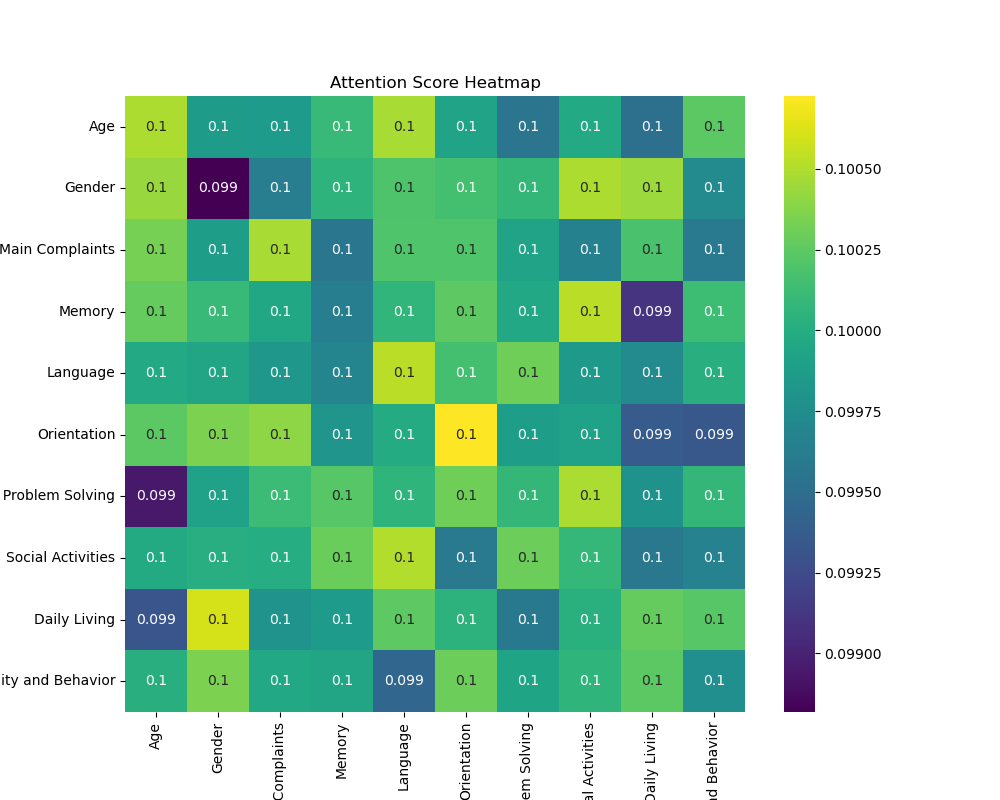 Attention Score Heatmap
Age 0.1 0.1 0.1 0.1 0.1 0.1 0.1 0.1 0.1 0.1
Gender 0.1 0.099 0.1 0.1 0.1 0.1 0.1 0.1 0.1 0.1
Main Complaints 0.1 0.1 0.1 0.1 0.1 0.1 0.1 0.1 0.1 0.1
Memory 0.1 0.1 0.1 0.1 0.1 0.1 0.1 0.1 0.099 0.1
Language 0.1 0.1 0.1 0.1 0.1 0.1 0.1 0.1 0.1 0.1
Orientation 0.1 0.1 0.1 0.1 0.1 0.1 0.1 0.1 0.099 0.099
Problem Solving 0.099 0.1 0.1 0.1 0.1 0.1 0.1 0.1 0.1 0.1
Social Activities 0.1 0.1 0.1 0.1 0.1 0.1 0.1 0.1 0.1 0.1
Daily Living 0.099 0.1 0.1 0.1 0.1 0.1 0.1 0.1 0.1 0.1
ity and Behavior 0.1 0.1 0.1 0.1 0.099 0.1 0.1 0.1 0.1 0.1
Age
Gender
Complaints
Memory
Language
Orientation
em Solving
al Activities
Daily Living
nd Behavior
0.10050
0.10025
0.10000
0.09975
0.09950
0.09925
0.09900